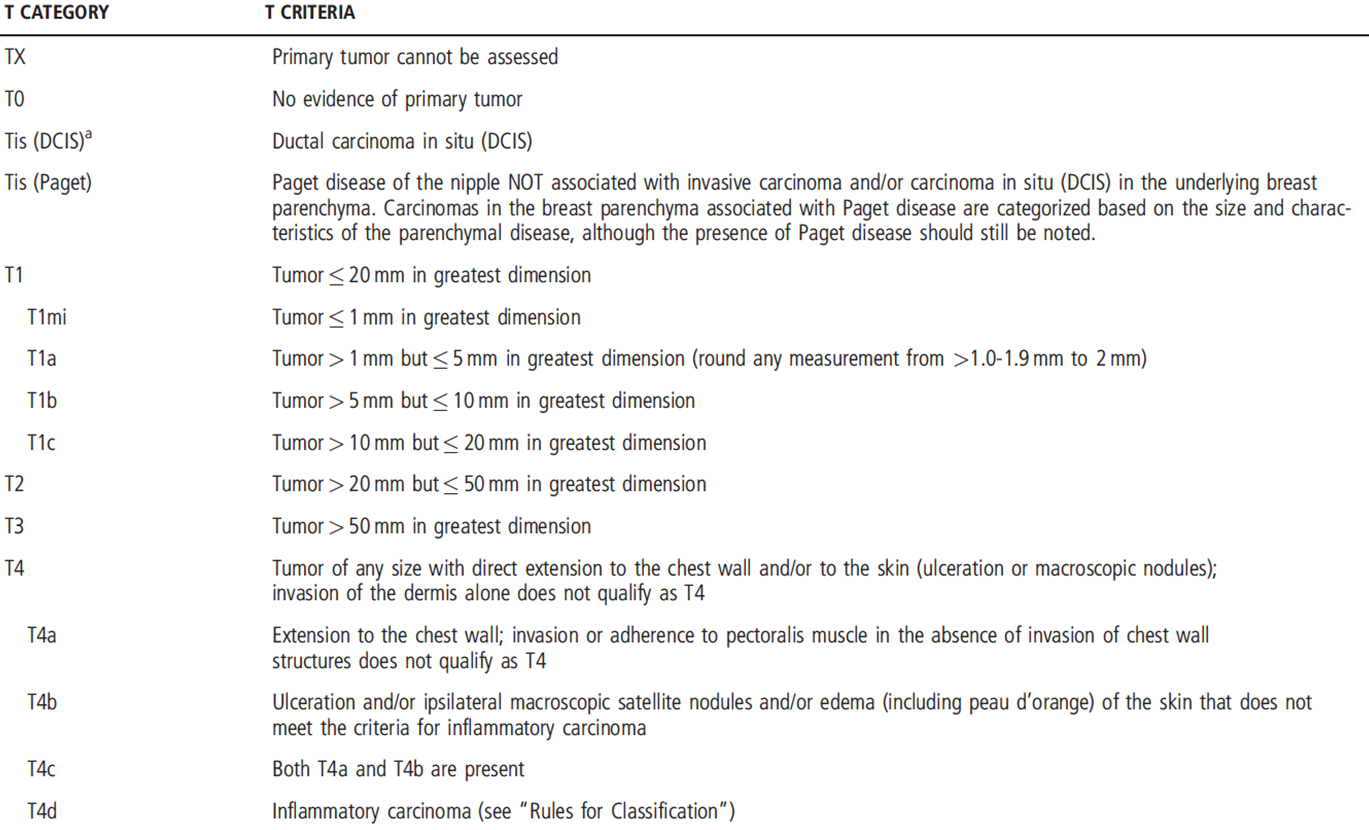 T CATEGORY T CRITERIA
TX Primary tumor cannot be assessed
T0 No evidence of primary tumor
Tis (DCIS)a Ductal carcinoma in situ (DCIS)
Tis (Paget) Paget disease of the nipple NOT associated with invasive carcinoma and/or carcinoma in situ (DCIS) in the underlying breast
parenchyma. Carcinomas in the breast parenchyma associated with Paget disease are categorized based on the size and charac-
teristics of the parenchymal disease, although the presence of Paget disease should still be noted.
T1 Tumor ≤ 20 mm in greatest dimension
T1mi Tumor ≤ 1 mm in greatest dimension
T1a Tumor > 1 mm but ≤ 5 mm in greatest dimension (round any measurement from >1.0-1.9 mm to 2 mm)
T1b Tumor > 5 mm but ≤ 10 mm in greatest dimension
T1c Tumor > 10 mm but ≤ 20 mm in greatest dimension
T2 Tumor > 20 mm but ≤ 50 mm in greatest dimension
T3 Tumor > 50 mm in greatest dimension
T4 Tumor of any size with direct extension to the chest wall and/or to the skin (ulceration or macroscopic nodules);
invasion of the dermis alone does not qualify as T4
T4a Extension to the chest wall; invasion or adherence to pectoralis muscle in the absence of invasion of chest wall
structures does not qualify as T4
T4b Ulceration and/or ipsilateral macroscopic satellite nodules and/or edema (including peau d'orange) of the skin that does not
meet the criteria for inflammatory carcinoma
T4c Both T4a and T4b are present
T4d Inflammatory carcinoma (see "Rules for Classification")